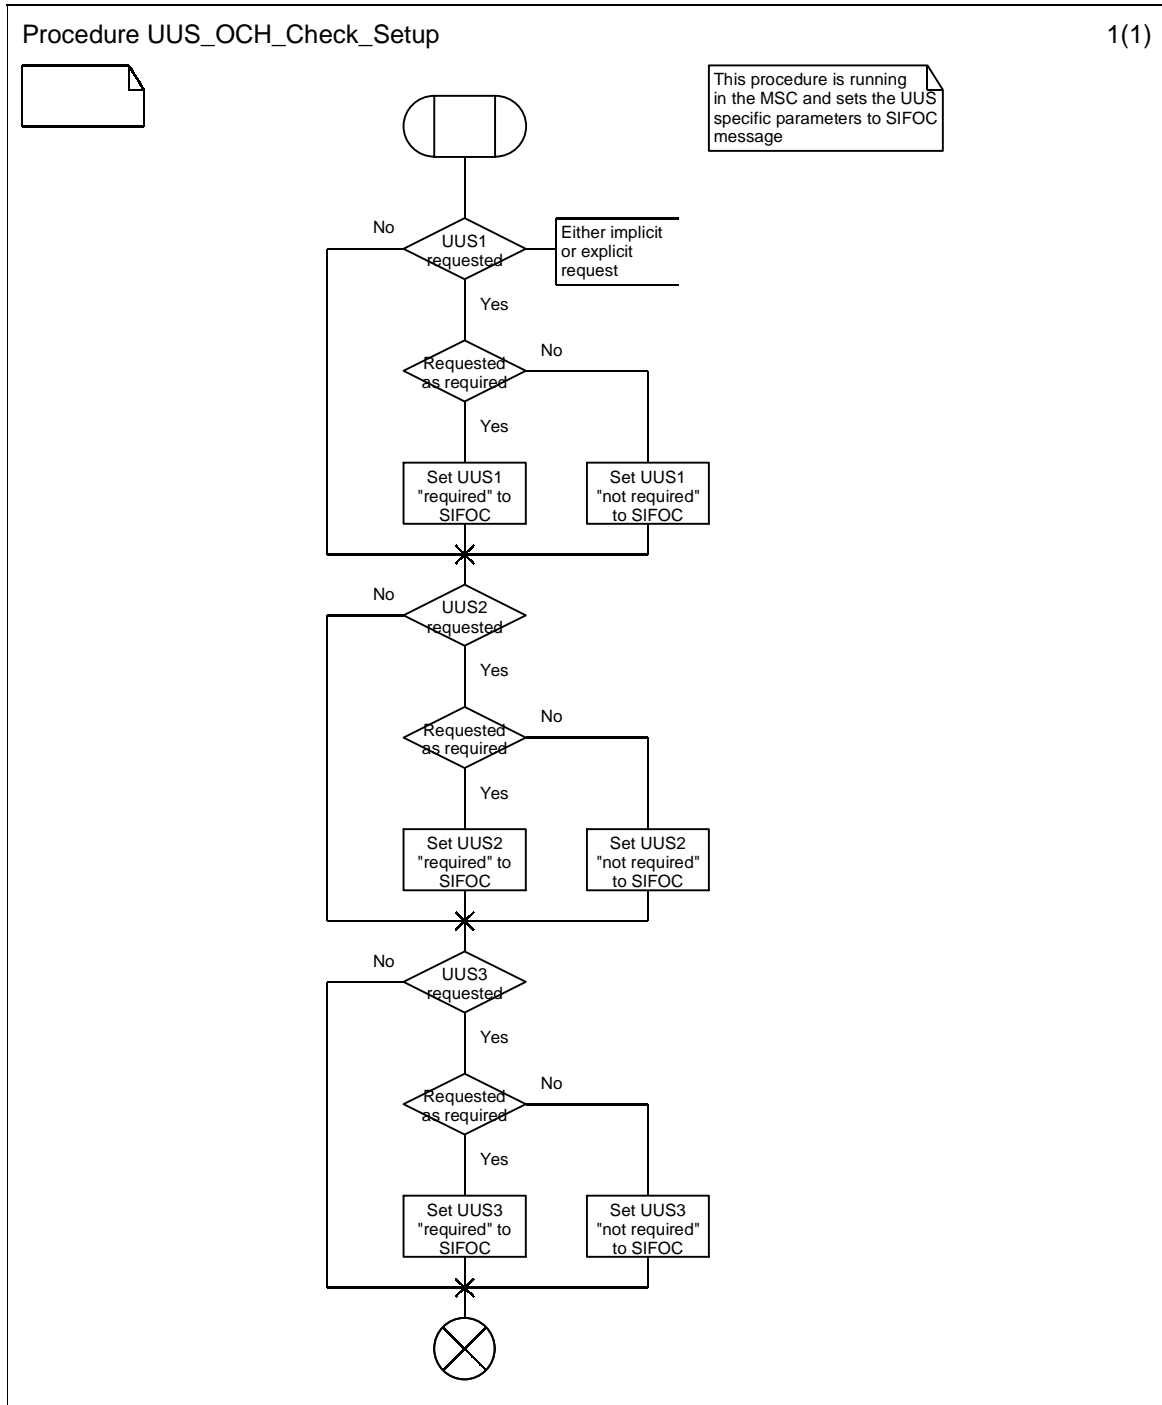 Procedure UUS_OCH_Check_Setup
1(1)
This procedure is running
in the MSC and sets the UUS
specific parameters to SIFOC
message
No
UUS1
requested
Either implicit
or explicit
request
Yes
Requested
as required
No
Yes
Set UUS1
"required" to
SIFOC
Set UUS1
"not required"
to SIFOC
No
UUS2
requested
Yes
Requested
as required
No
Yes
Set UUS2
"required" to
SIFOC
Set UUS2
"not required"
to SIFOC
No
UUS3
requested
Yes
Requested
as required
No
Yes
Set UUS3
"required" to
SIFOC
Set UUS3
"not required"
to SIFOC